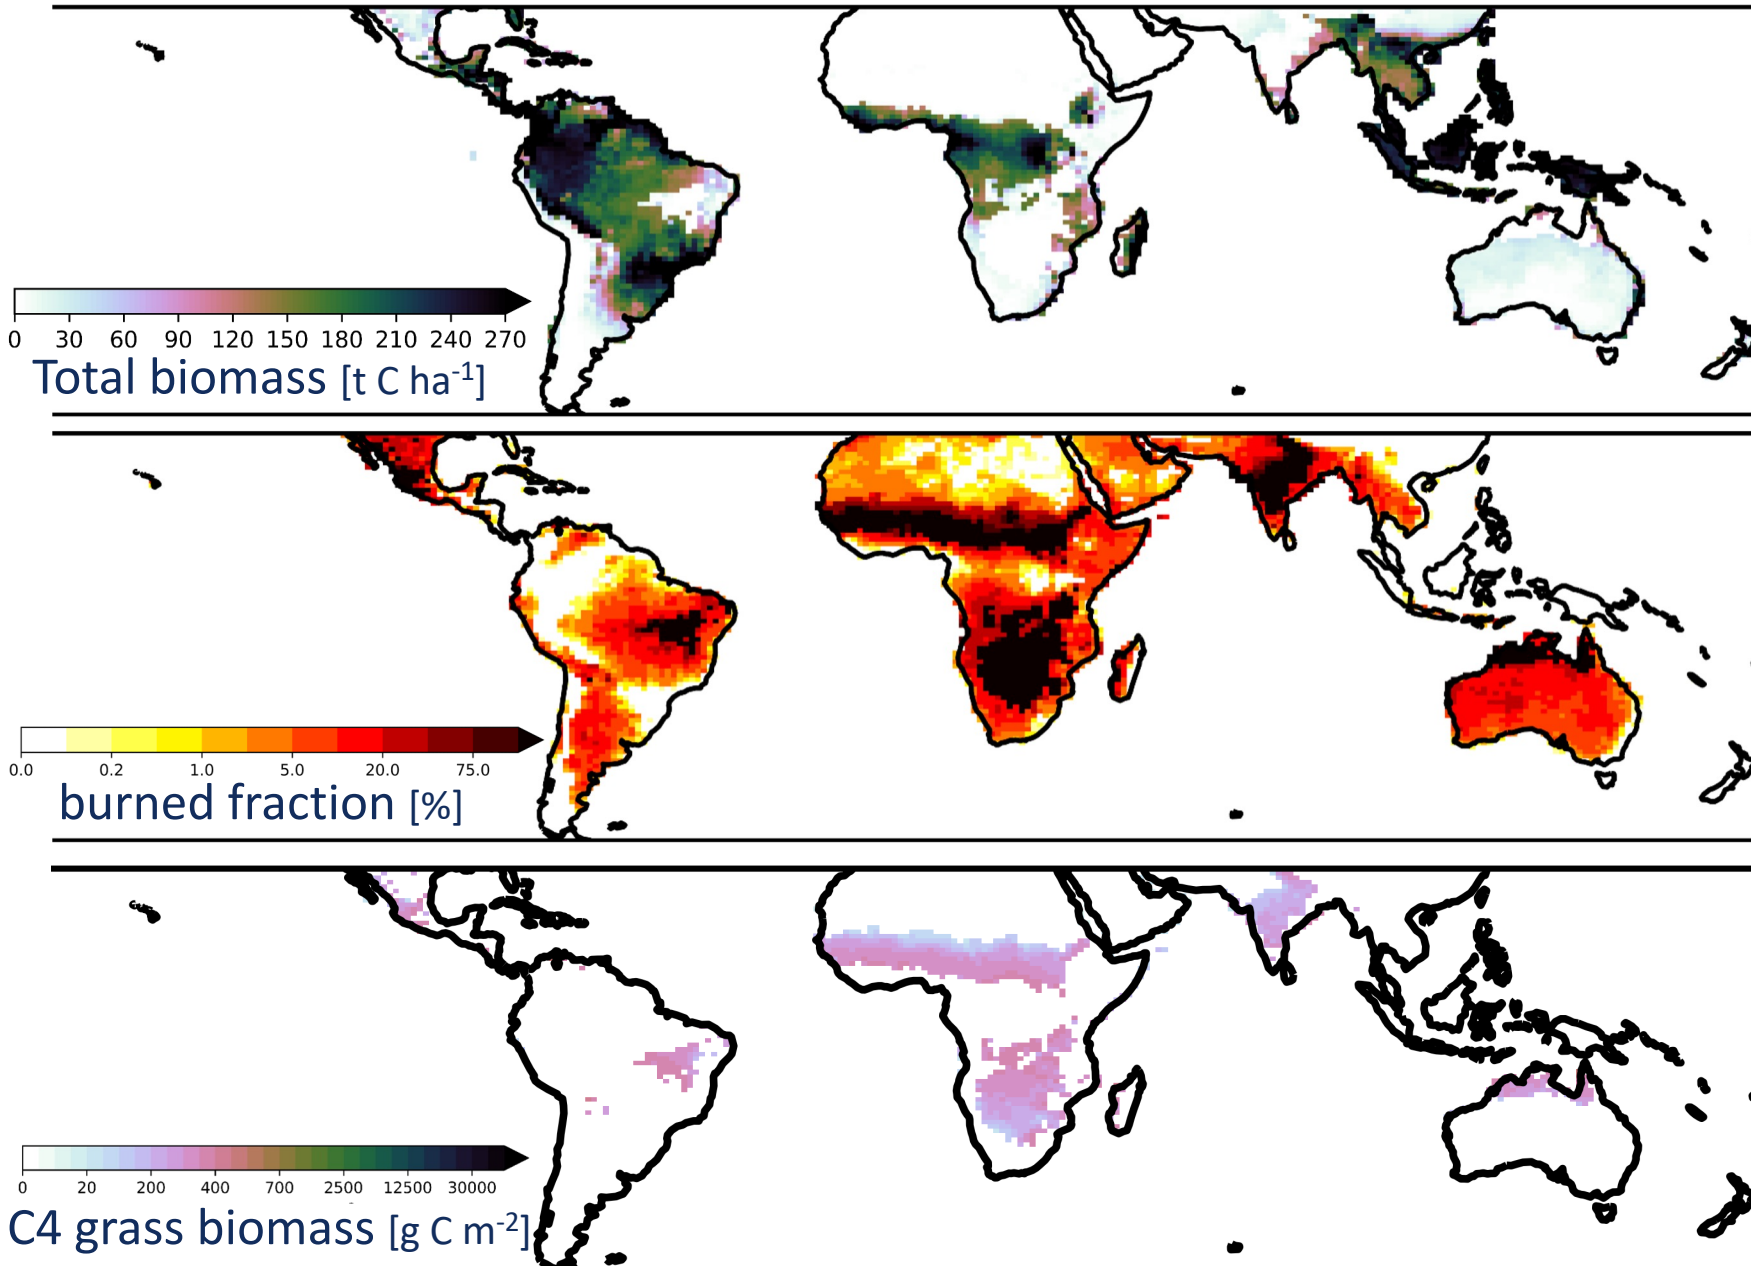 0 30 60 90 120 150 180 210 240 270
Total biomass [t C ha⁻¹]
0.0 0.2 1.0 5.0 20.0 75.0
burned fraction [%]
0 20 200 400 700 2500 12500 30000
C4 grass biomass [g C m⁻²]